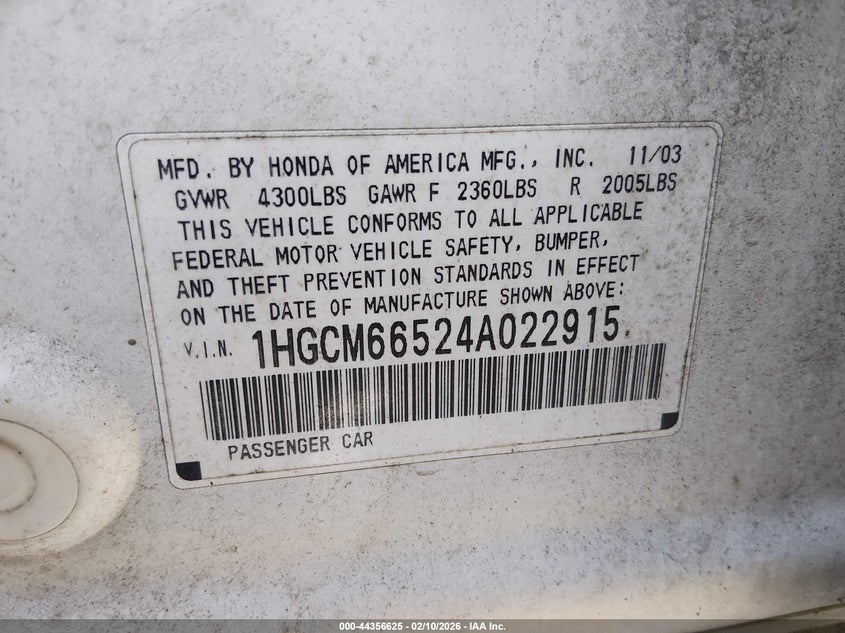 MFD. BY HONDA OF AMERICA MFG., INC. 11/03
GVWR 4300LBS GAWR F 2360LBS R 2005LBS
THIS VEHICLE CONFORMS TO ALL APPLICABLE
FEDERAL MOTOR VEHICLE SAFETY, BUMPER,
AND THEFT PREVENTION STANDARDS IN EFFECT
ON THE DATE OF MANUFACTURE SHOWN ABOVE:
V.I.N. 1HGCM66524A022915
PASSENGER CAR
000-44356625 - 02/10/2026 - IAA Inc.